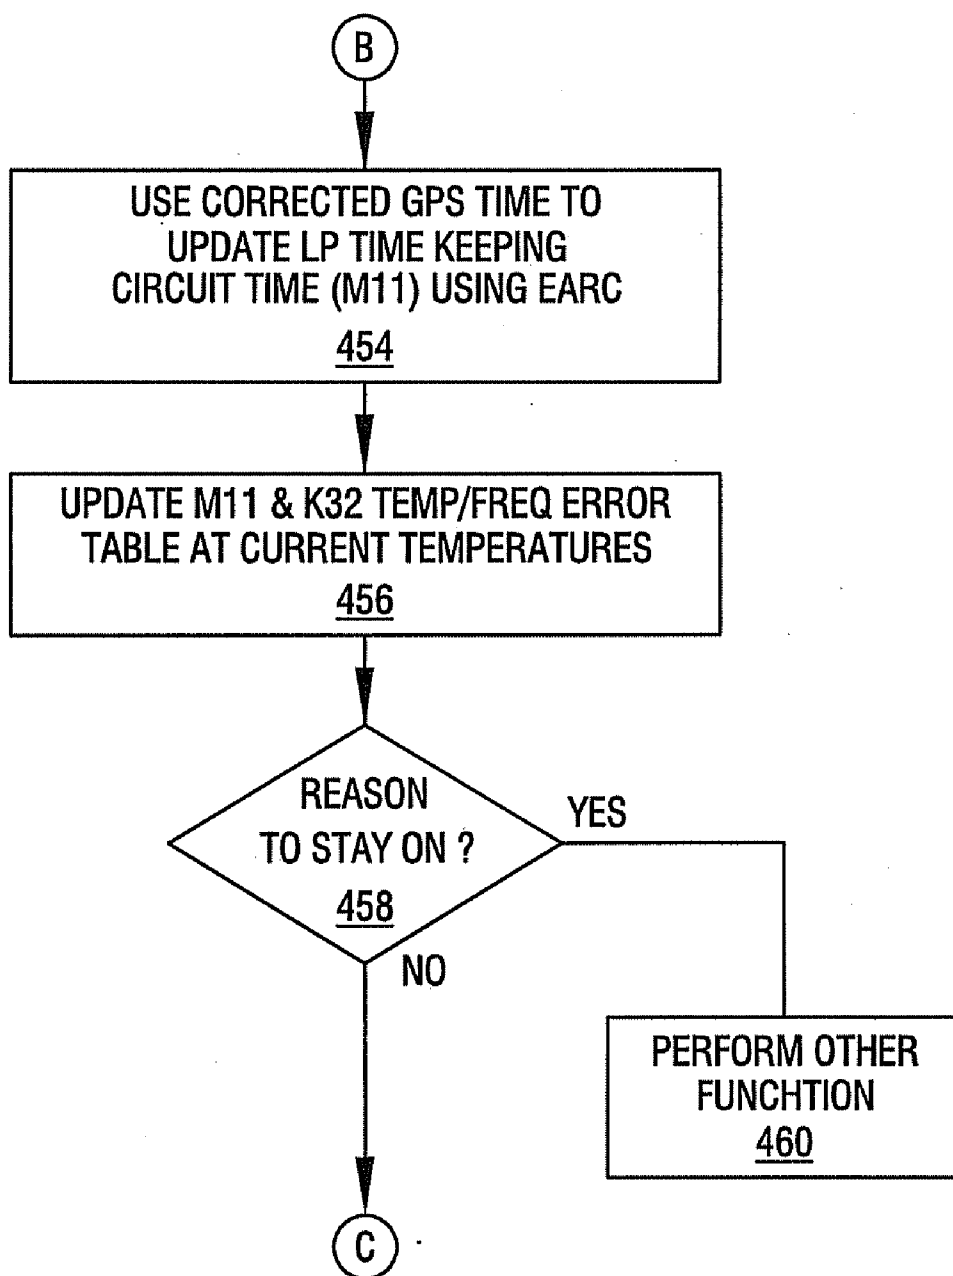 B
USE CORRECTED GPS TIME TO
UPDATE LP TIME KEEPING
CIRCUIT TIME (M11) USING EARC
454
UPDATE M11 & K32 TEMP/FREQ ERROR
TABLE AT CURRENT TEMPERATURES
456
REASON
TO STAY ON ?
458
YES
NO
PERFORM OTHER
FUNCHTION
460
C